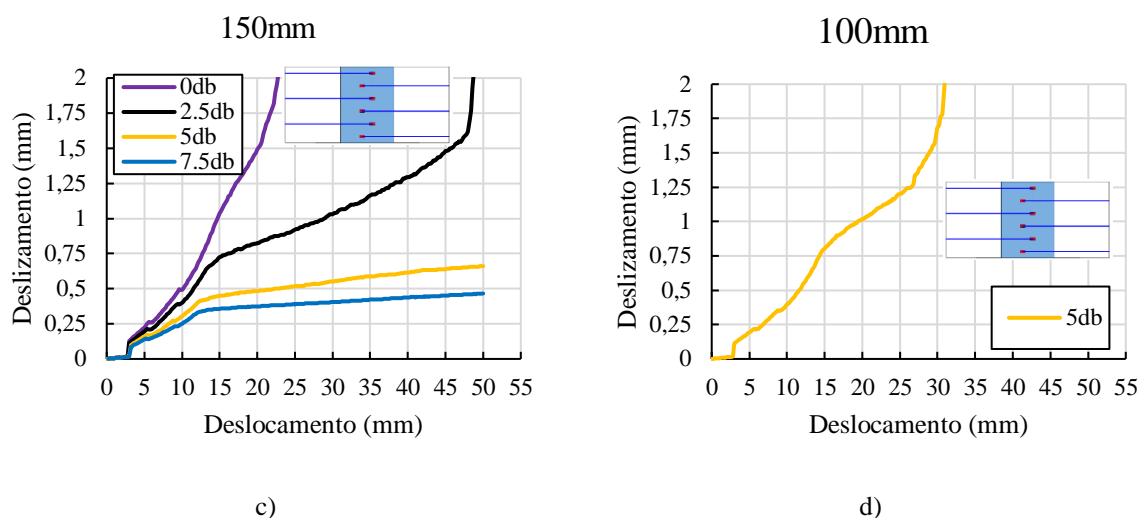 150mm
2
1,75
1,5
1,25
1
0,75
0,5
0,25
0
0db
2.5db
5db
7.5db
Deslizamento (mm)
0 5 10 15 20 25 30 35 40 45 50 55
Deslocamento (mm)
c)
100mm
2
1,75
1,5
1,25
1
0,75
0,5
0,25
0
5db
Deslizamento (mm)
0 5 10 15 20 25 30 35 40 45 50 55
Deslocamento (mm)
d)